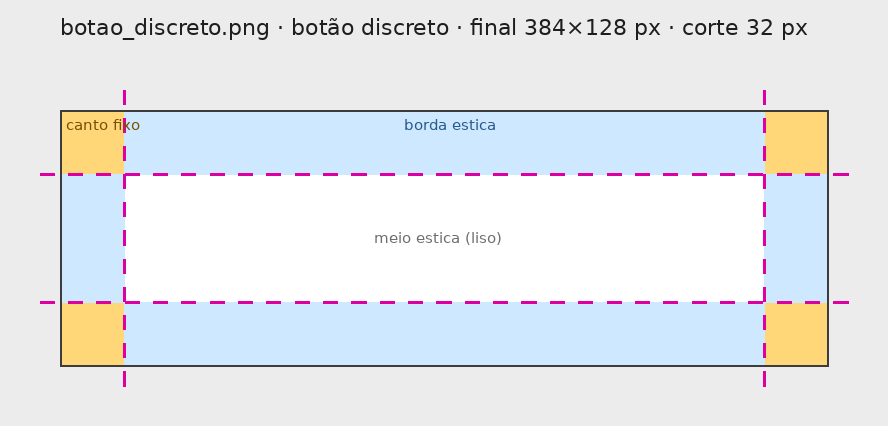 botao_discreto.png · botão discreto · final 384×128 px · corte 32 px
canto fixo
borda estica
meio estica (liso)